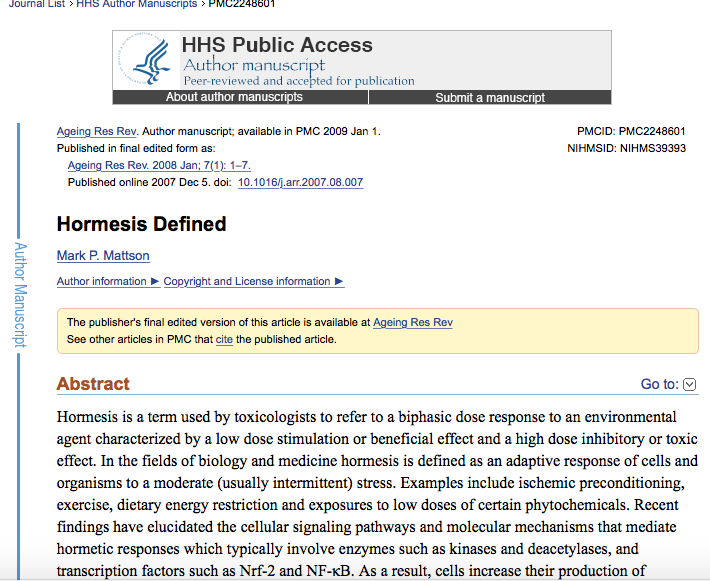 Journal List > HHS Author Manuscripts > PMC2248601
HHS Public Access
Author manuscript
Peer-reviewed and accepted for publication
About author manuscripts Submit a manuscript
Ageing Res Rev. Author manuscript; available in PMC 2009 Jan 1. PMCID: PMC2248601
Published in final edited form as: NIHMSID: NIHMS39393
Ageing Res Rev. 2008 Jan; 7(1): 1–7.
Published online 2007 Dec 5. doi: 10.1016/j.arr.2007.08.007
Hormesis Defined
Mark P. Mattson
Author information ► Copyright and License information ►
Author Manuscript
The publisher's final edited version of this article is available at Ageing Res Rev
See other articles in PMC that cite the published article.
Abstract Go to:
Hormesis is a term used by toxicologists to refer to a biphasic dose response to an environmental
agent characterized by a low dose stimulation or beneficial effect and a high dose inhibitory or toxic
effect. In the fields of biology and medicine hormesis is defined as an adaptive response of cells and
organisms to a moderate (usually intermittent) stress. Examples include ischemic preconditioning,
exercise, dietary energy restriction and exposures to low doses of certain phytochemicals. Recent
findings have elucidated the cellular signaling pathways and molecular mechanisms that mediate
hormetic responses which typically involve enzymes such as kinases and deacetylases, and
transcription factors such as Nrf-2 and NF-κB. As a result, cells increase their production of